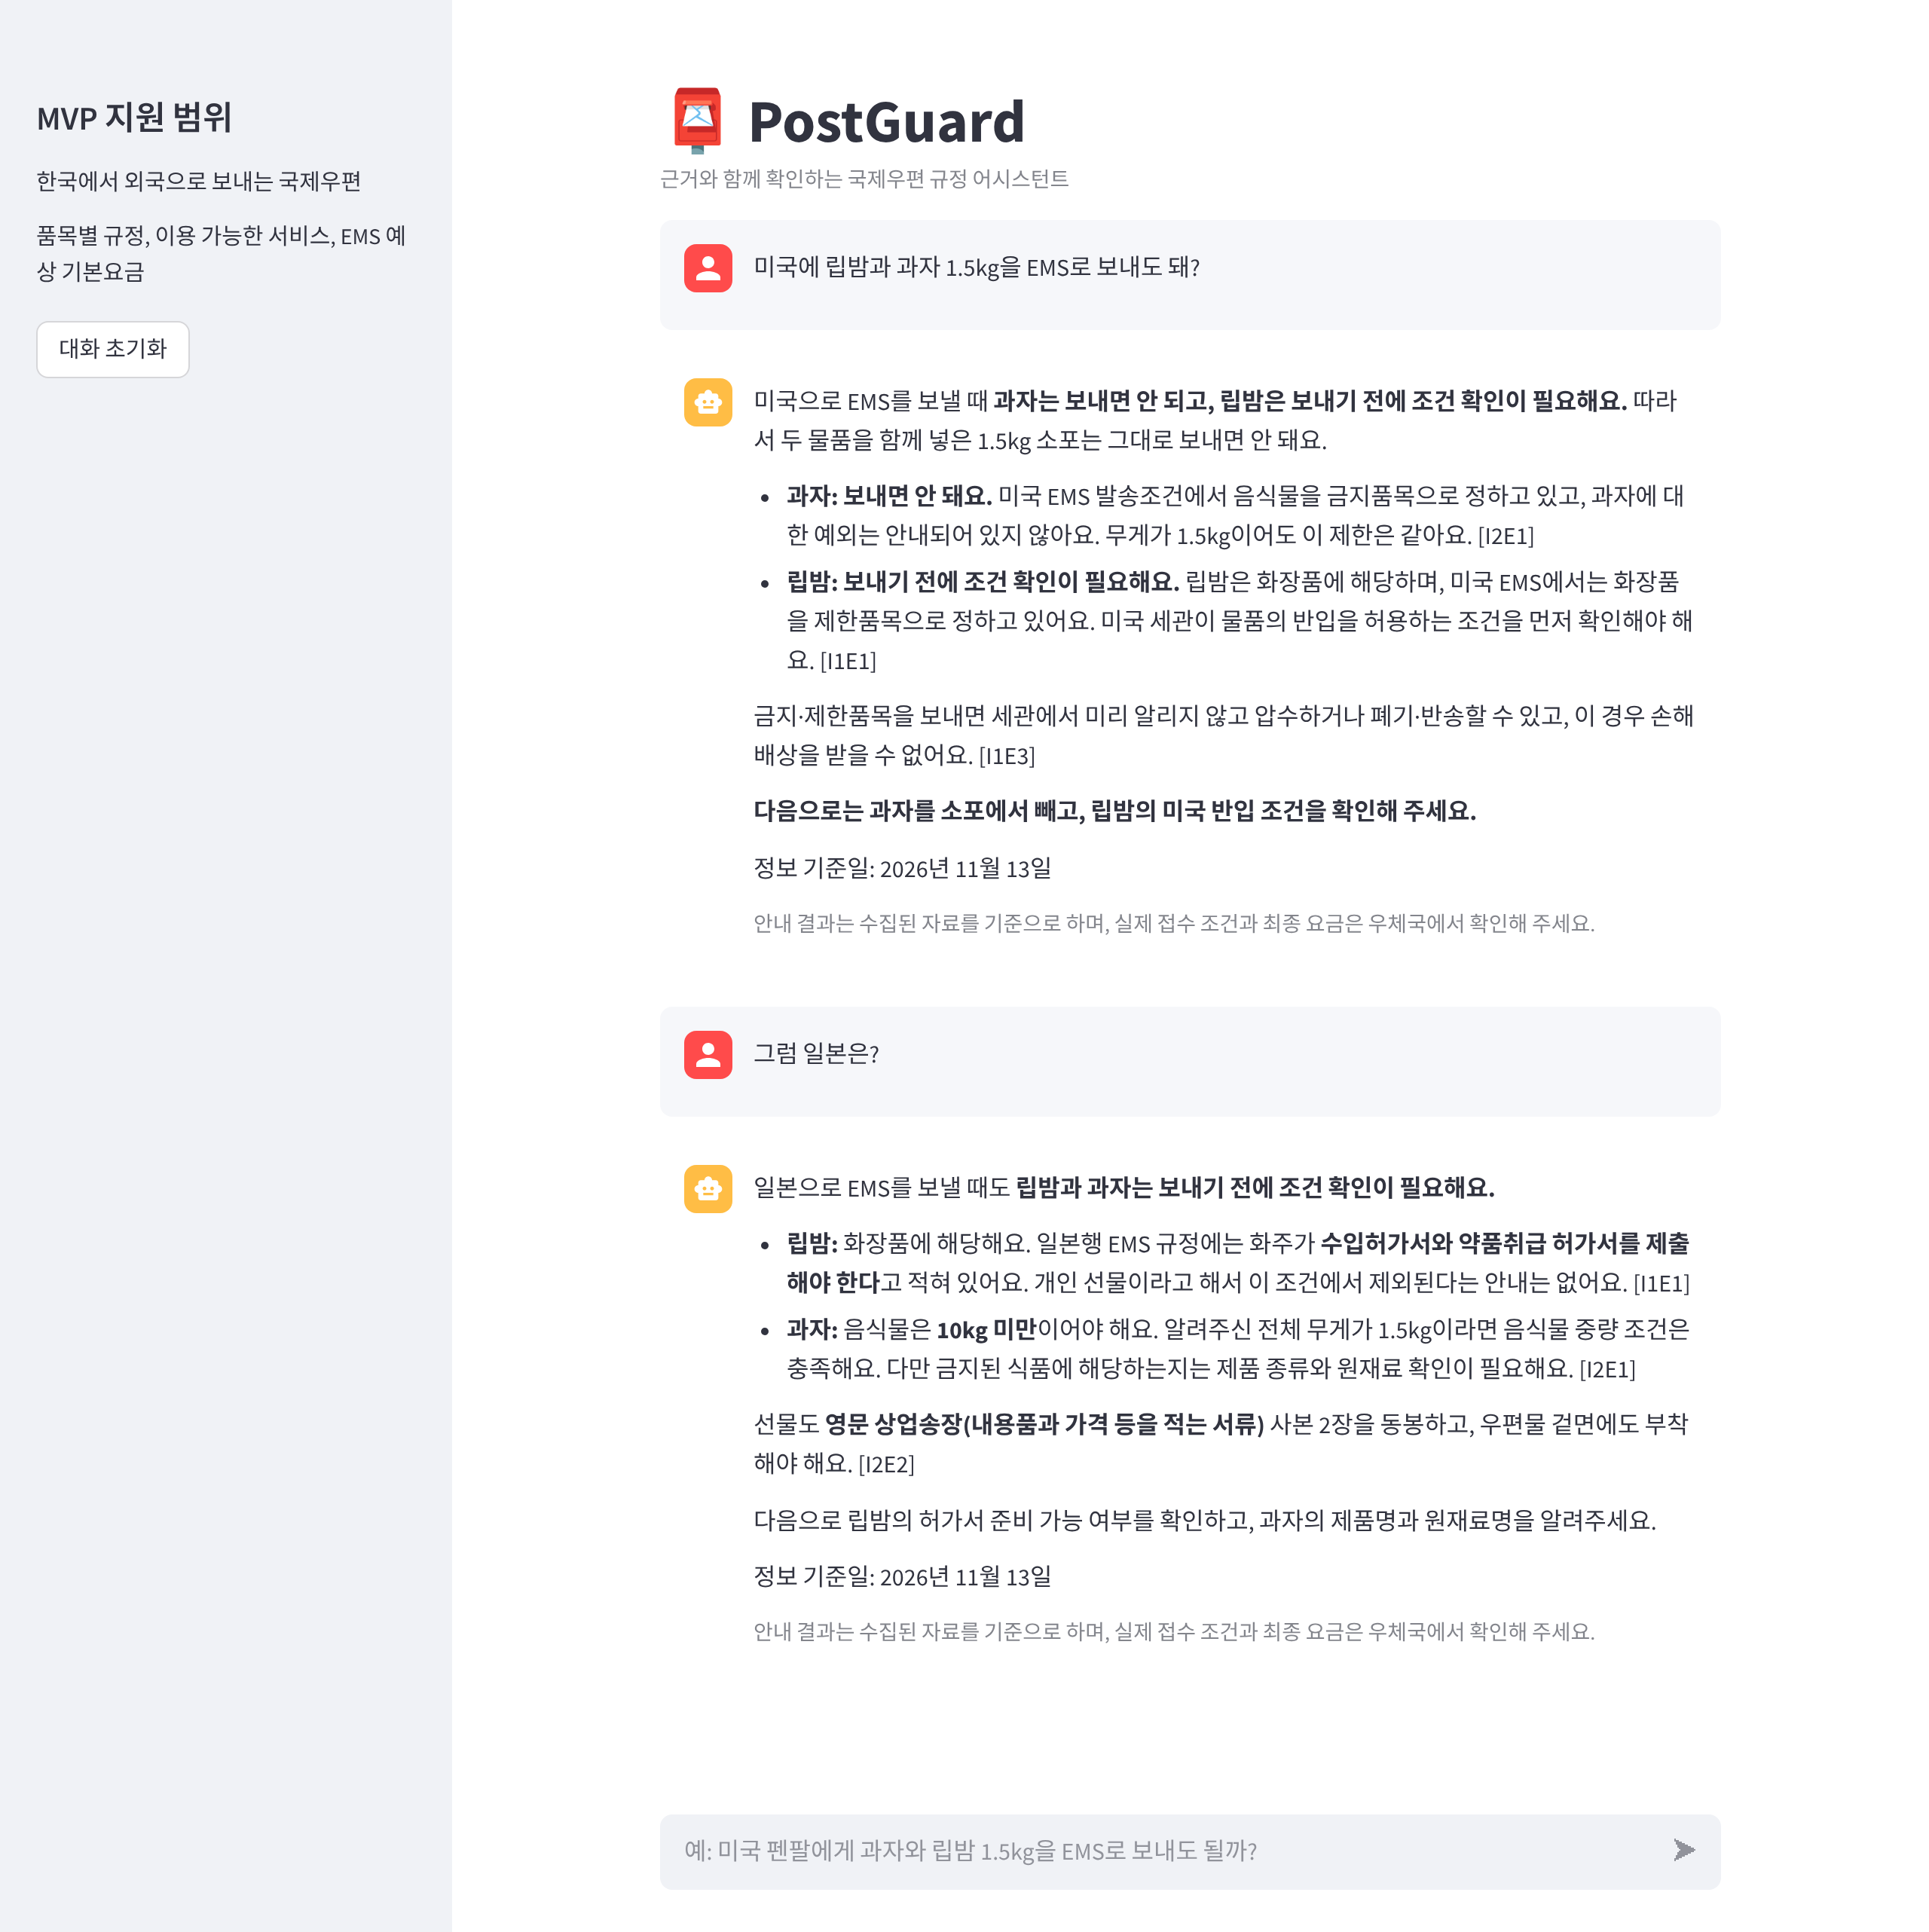 MVP 지원 범위
한국에서 외국으로 보내는 국제우편
품목별 규정, 이용 가능한 서비스, EMS 예
상 기본요금
대화 초기화
PostGuard
근거와 함께 확인하는 국제우편 규정 어시스턴트
미국에 립밤과 과자 1.5kg을 EMS로 보내도 돼?
미국으로 EMS를 보낼 때 과자는 보내면 안 되고, 립밤은 보내기 전에 조건 확인이 필요해요. 따라
서 두 물품을 함께 넣은 1.5kg 소포는 그대로 보내면 안 돼요.
• 과자: 보내면 안 돼요. 미국 EMS 발송조건에서 음식물을 금지품목으로 정하고 있고, 과자에 대
한 예외는 안내되어 있지 않아요. 무게가 1.5kg이어도 이 제한은 같아요. [I2E1]
• 립밤: 보내기 전에 조건 확인이 필요해요. 립밤은 화장품에 해당하며, 미국 EMS에서는 화장품
을 제한품목으로 정하고 있어요. 미국 세관이 물품의 반입을 허용하는 조건을 먼저 확인해야 해
요. [I1E1]
금지·제한품목을 보내면 세관에서 미리 알리지 않고 압수하거나 폐기·반송할 수 있고, 이 경우 손해
배상을 받을 수 없어요. [I1E3]
다음으로는 과자를 소포에서 빼고, 립밤의 미국 반입 조건을 확인해 주세요.
정보 기준일: 2026년 11월 13일
안내 결과는 수집된 자료를 기준으로 하며, 실제 접수 조건과 최종 요금은 우체국에서 확인해 주세요.
그럼 일본은?
일본으로 EMS를 보낼 때도 립밤과 과자는 보내기 전에 조건 확인이 필요해요.
• 립밤: 화장품에 해당해요. 일본행 EMS 규정에는 화주가 수입허가서와 약품취급 허가서를 제출
해야 한다고 적혀 있어요. 개인 선물이라고 해서 이 조건에서 제외된다는 안내는 없어요. [I1E1]
• 과자: 음식물은 10kg 미만이어야 해요. 알려주신 전체 무게가 1.5kg이라면 음식물 중량 조건은
충족해요. 다만 금지된 식품에 해당하는지는 제품 종류와 원재료 확인이 필요해요. [I2E1]
선물도 영문 상업송장(내용품과 가격 등을 적는 서류) 사본 2장을 동봉하고, 우편물 겉면에도 부착
해야 해요. [I2E2]
다음으로 립밤의 허가서 준비 가능 여부를 확인하고, 과자의 제품명과 원재료명을 알려주세요.
정보 기준일: 2026년 11월 13일
안내 결과는 수집된 자료를 기준으로 하며, 실제 접수 조건과 최종 요금은 우체국에서 확인해 주세요.
예: 미국 펜팔에게 과자와 립밤 1.5kg을 EMS로 보내도 될까?